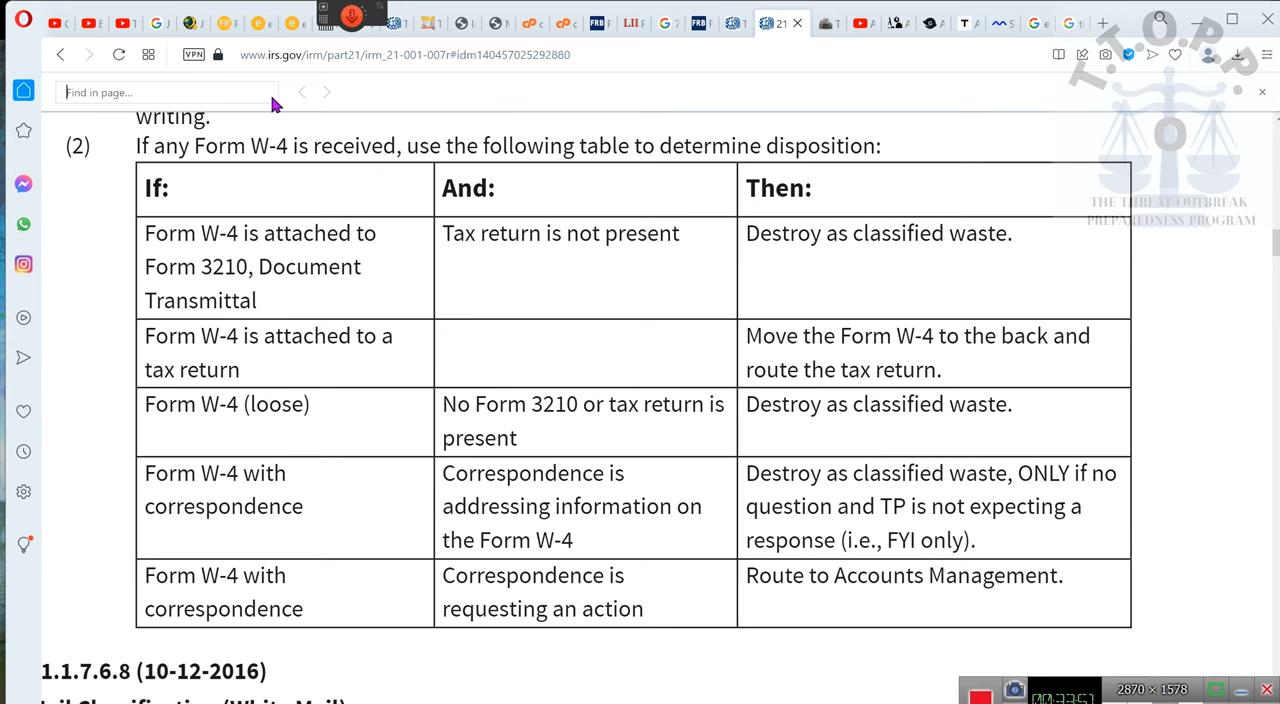 VPN
www.irs.gov/irm/part21/irm_21-001-007r#idm140457025292880
Find in page...
writing.
(2) If any Form W-4 is received, use the following table to determine disposition:
If: And: Then:
Form W-4 is attached to Tax return is not present Destroy as classified waste.
Form 3210, Document
Transmittal
Form W-4 is attached to a Move the Form W-4 to the back and
tax return route the tax return.
Form W-4 (loose) No Form 3210 or tax return is Destroy as classified waste.
present
Form W-4 with Correspondence is Destroy as classified waste, ONLY if no
correspondence addressing information on question and TP is not expecting a
the Form W-4 response (i.e., FYI only).
Form W-4 with Correspondence is Route to Accounts Management.
correspondence requesting an action
1.1.7.6.8 (10-12-2016)
T.T.O.P.P.
THE THREAT OUTBREAK
PREPAREDNESS PROGRAM
2870 × 1578